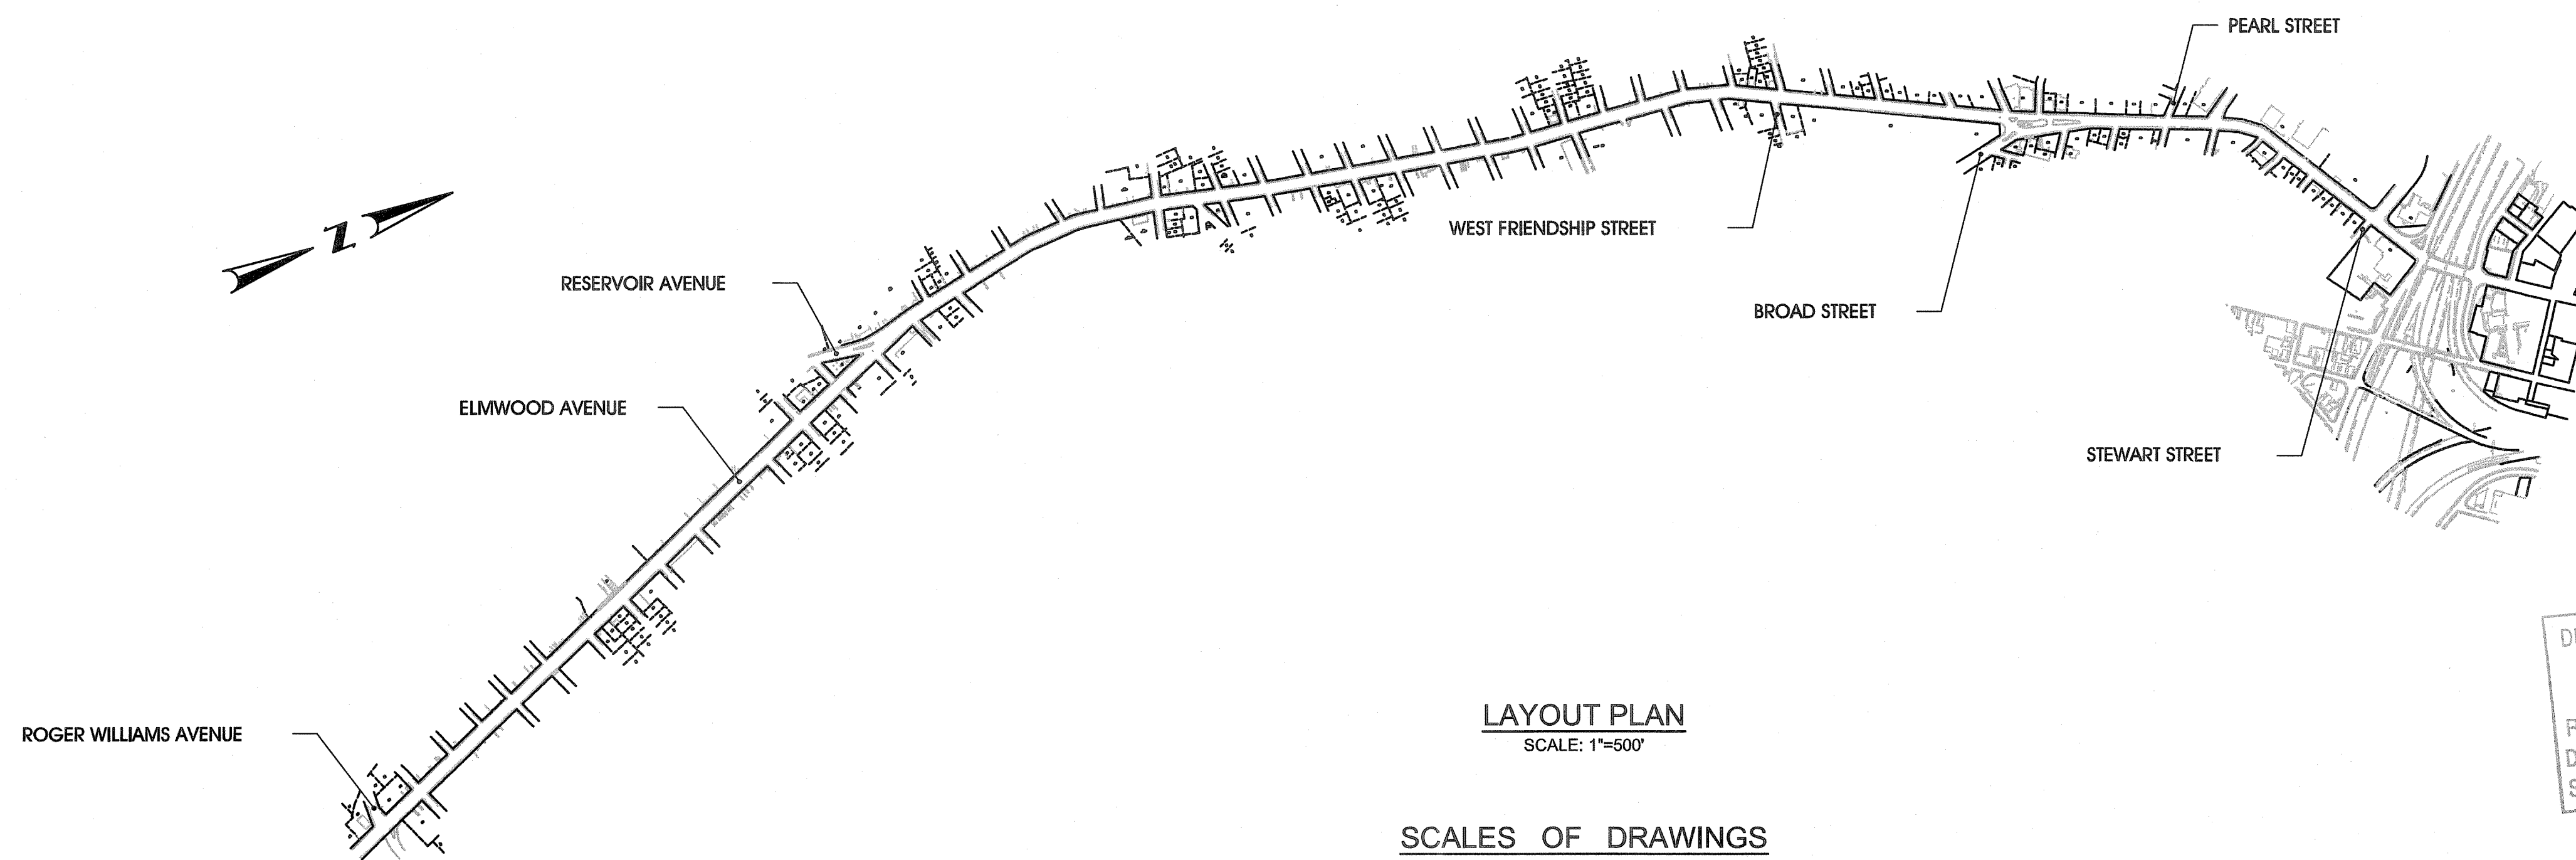 PEARL STREET
Z
WEST FRIENDSHIP STREET
RESERVOIR AVENUE
BROAD STREET
ELMWOOD AVENUE
STEWART STREET
ROGER WILLIAMS AVENUE
LAYOUT PLAN
SCALE: 1"=500'
SCALES OF DRAWINGS